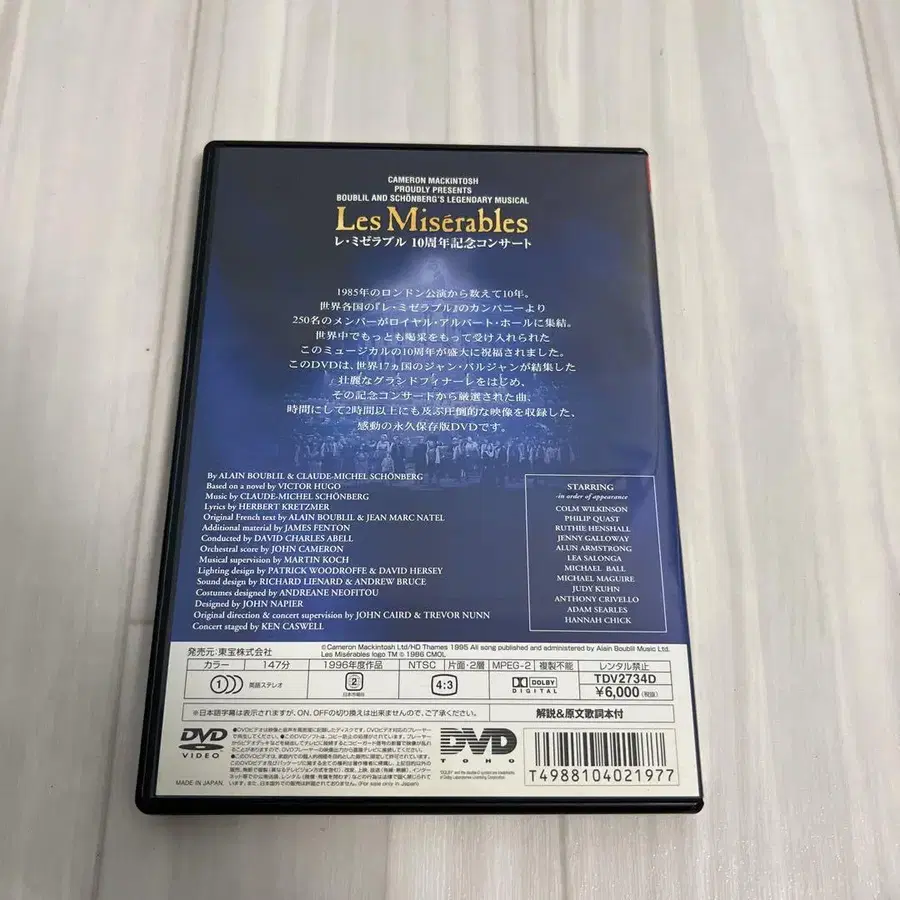 CAMERON MACKINTOSH
PROUDLY PRESENTS
BOUBLIL AND SCHÖNBERG'S LEGENDARY MUSICAL
Les Misérables
レ・ミゼラブル 10周年記念コンサート
1985年のロンドン公演から数えて10年。
世界各国の『レ・ミゼラブル』のカンパニーより
250名のメンバーがロイヤル・アルバート・ホールに集結。
世界中でもっとも喝采をもって受け入れられた
このミュージカルの10周年が盛大に祝福されました。
このDVDは、世界17ヵ国のジャン・バルジャンが結集した
壮麗なグランドフィナーレをはじめ、
その記念コンサートから厳選された曲、
時間にして2時間以上にも及ぶ圧倒的な映像を収録した、
感動の永久保存版DVDです。
By ALAIN BOUBLIL & CLAUDE-MICHEL SCHÖNBERG
Based on a novel by VICTOR HUGO
Music by CLAUDE-MICHEL SCHÖNBERG
Lyrics by HERBERT KRETZMER
Original French text by ALAIN BOUBLIL & JEAN MARC NATEL
Additional material by JAMES FENTON
Conducted by DAVID CHARLES ABELL
Orchestral score by JOHN CAMERON
Musical supervision by MARTIN KOCH
Lighting design by PATRICK WOODROFFE & DAVID HERSEY
Sound design by RICHARD LIENARD & ANDREW BRUCE
Costumes designed by ANDREANE NEOFITOU
Designed by JOHN NAPIER
Original direction & concert supervision by JOHN CAIRD & TREVOR NUNN
Concert staged by KEN CASWELL
STARRING
-in order of appearance
COLM WILKINSON
PHILIP QUAST
RUTHIE HENSHALL
JENNY GALLOWAY
ALUN ARMSTRONG
LEA SALONGA
MICHAEL BALL
MICHAEL MAGUIRE
JUDY KUHN
ANTHONY CRIVELLO
ADAM SEARLES
HANNAH CHICK
発売元:東宝株式会社
©Cameron Mackintosh Ltd/HD Thames 1995 All song published and administered by Alain Boublil Music Ltd.
Les Misérables logo TM © 1986 CMOL
カラー 147分 1996年度作品 NTSC 片面・2層 MPEG-2 複製不能 レンタル禁止
1 英語ステレオ 2 日本市場向 4:3 DOLBY DIGITAL TDV2734D
¥6,000(税抜)
※日本語字幕は表示されますが、ON、OFFの切り換えは出来ませんので、ご了承ください。
解説&原文歌詞本付
DVD VIDEO
MADE IN JAPAN
DVD TOHO
T4988104021977